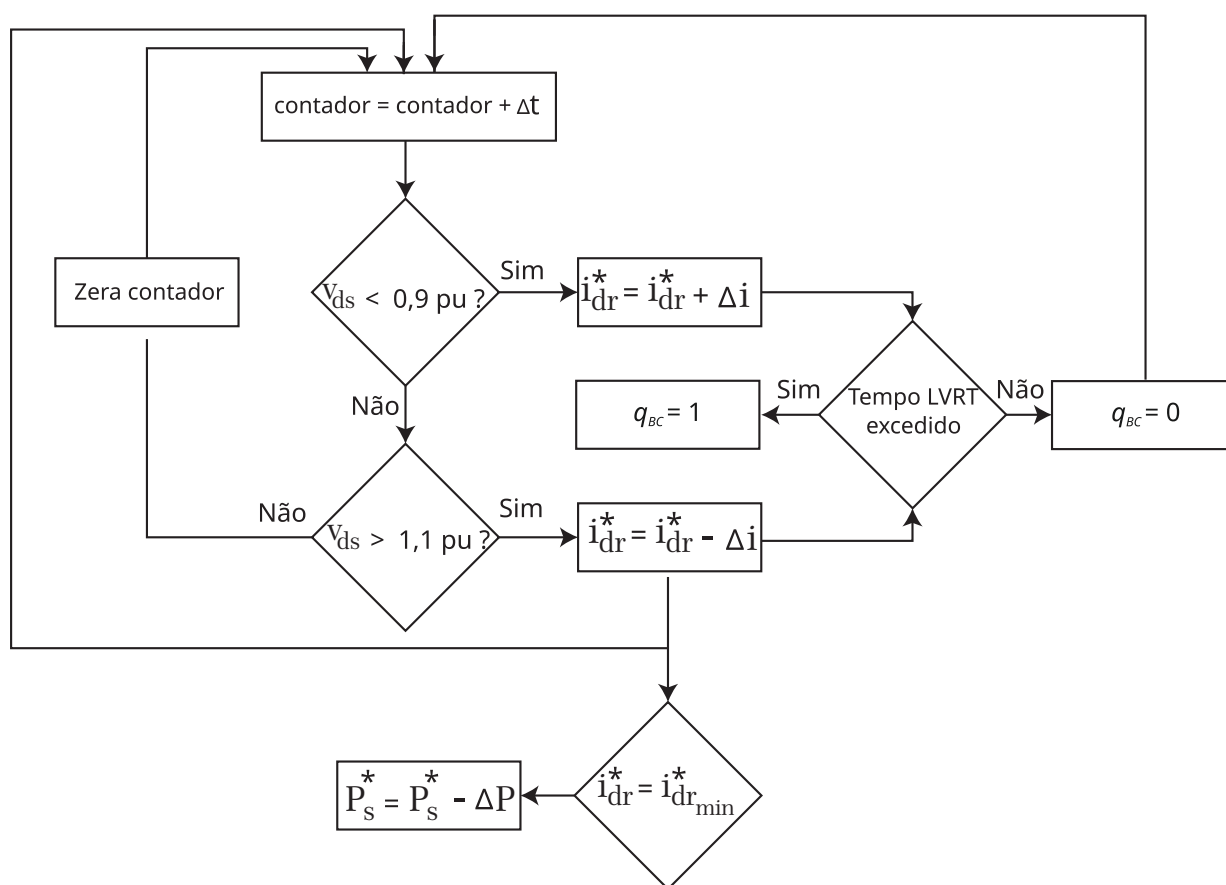 contador = contador + Δt
Zera contador
v_ds < 0,9 pu ?
Sim
i*_dr = i*_dr + Δi
Não
q_BC = 1
Sim
Tempo LVRT
excedido
Não
q_BC = 0
Não
v_ds > 1,1 pu ?
Sim
i*_dr = i*_dr - Δi
P*_s = P*_s - ΔP
i*_dr = i*_dr_min